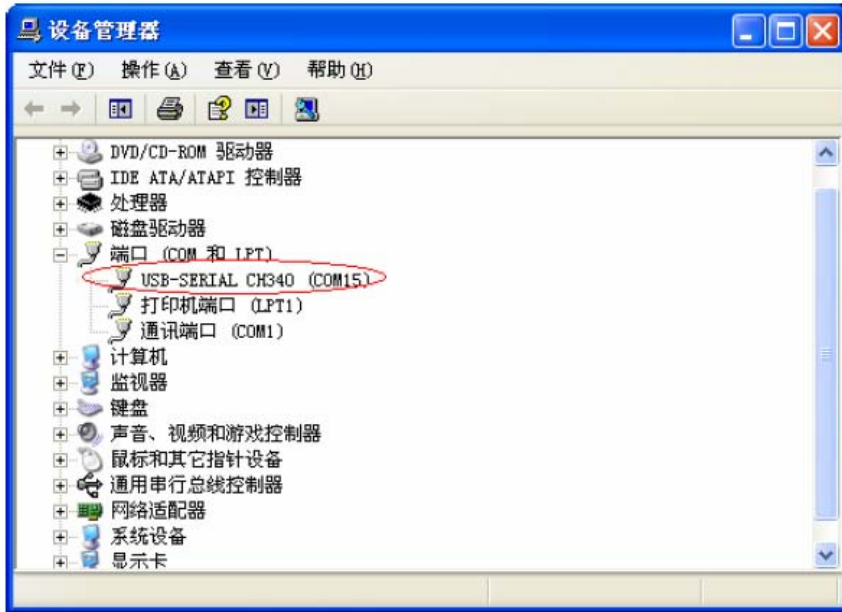 设备管理器
文件(F) 操作(A) 查看(V) 帮助(H)
DVD/CD-ROM 驱动器
IDE ATA/ATAPI 控制器
处理器
磁盘驱动器
端口 (COM 和 LPT)
USB-SERIAL CH340 (COM15)
打印机端口 (LPT1)
通讯端口 (COM1)
计算机
监视器
键盘
声音、视频和游戏控制器
鼠标和其它指针设备
通用串行总线控制器
网络适配器
系统设备
显示卡